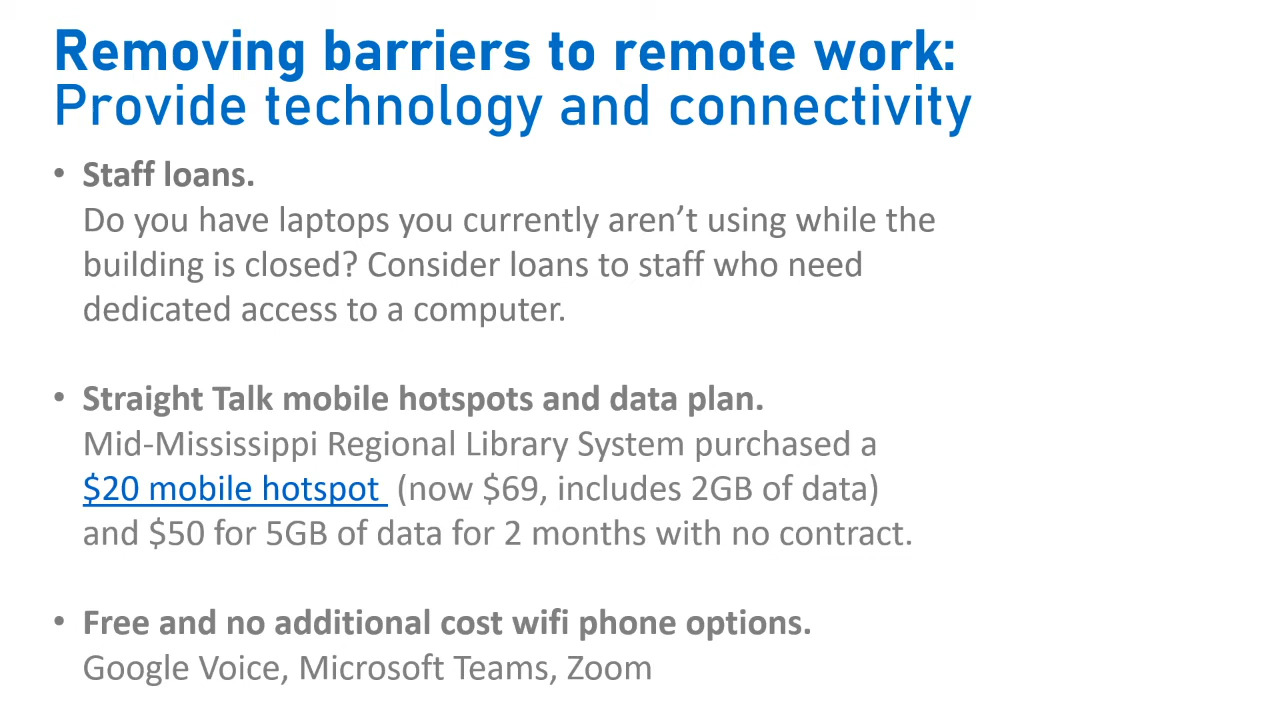 Removing barriers to remote work:
Provide technology and connectivity
• Staff loans.
Do you have laptops you currently aren’t using while the
building is closed? Consider loans to staff who need
dedicated access to a computer.
• Straight Talk mobile hotspots and data plan.
Mid-Mississippi Regional Library System purchased a
$20 mobile hotspot (now $69, includes 2GB of data)
and $50 for 5GB of data for 2 months with no contract.
• Free and no additional cost wifi phone options.
Google Voice, Microsoft Teams, Zoom